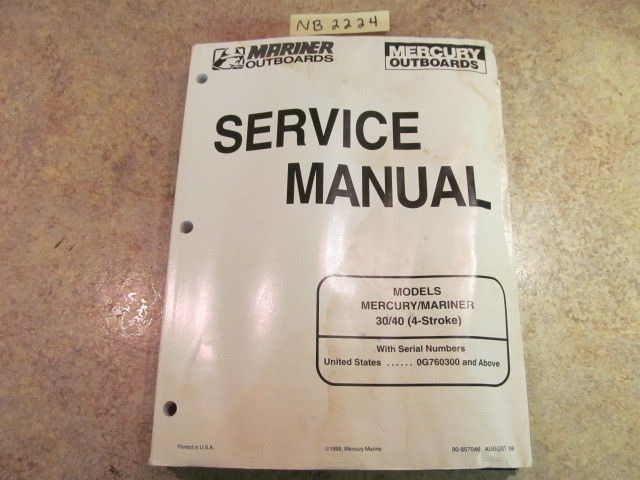 NB 2224
MARINER
OUTBOARDS
MERCURY
OUTBOARDS
SERVICE
MANUAL
MODELS
MERCURY/MARINER
30/40 (4-Stroke)
With Serial Numbers
United States ...... 0G760300 and Above
Printed in U.S.A.
©1998, Mercury Marine
90-857046 AUGUST 98